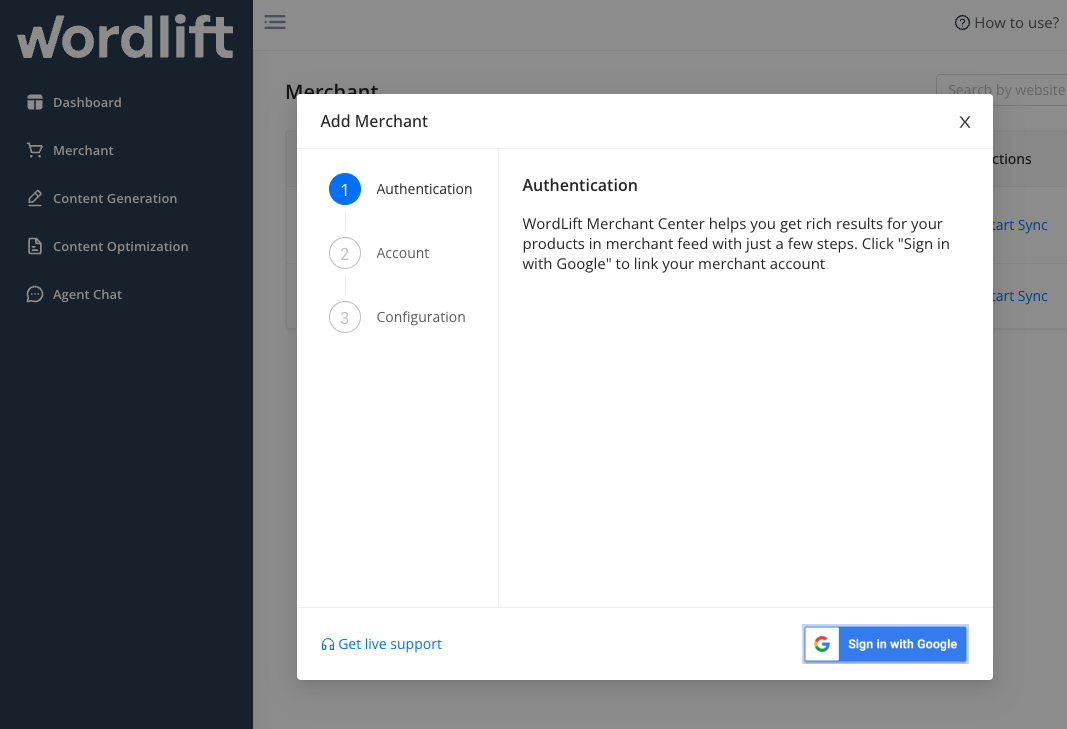 wordlift
How to use?
Dashboard
Merchant
Content Generation
Content Optimization
Agent Chat
Merchant
Search by website
Add Merchant
X
1
Authentication
2
Account
3
Configuration
Authentication
WordLift Merchant Center helps you get rich results for your
products in merchant feed with just a few steps. Click "Sign in
with Google" to link your merchant account
ctions
tart Sync
tart Sync
Get live support
Sign in with Google